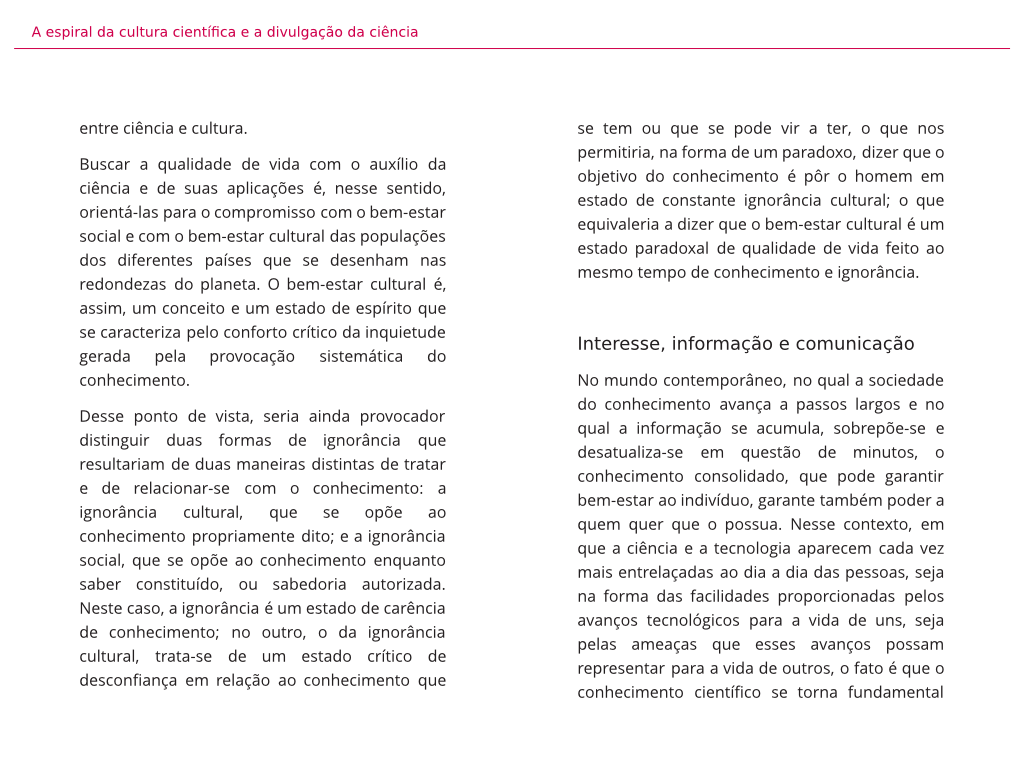 A espiral da cultura científica e a divulgação da ciência
entre ciência e cultura.
Buscar a qualidade de vida com o auxílio da
ciência e de suas aplicações é, nesse sentido,
orientá-las para o compromisso com o bem-estar
social e com o bem-estar cultural das populações
dos diferentes países que se desenham nas
redondezas do planeta. O bem-estar cultural é,
assim, um conceito e um estado de espírito que
se caracteriza pelo conforto crítico da inquietude
gerada pela provocação sistemática do
conhecimento.
Desse ponto de vista, seria ainda provocador
distinguir duas formas de ignorância que
resultariam de duas maneiras distintas de tratar
e de relacionar-se com o conhecimento: a
ignorância cultural, que se opõe ao
conhecimento propriamente dito; e a ignorância
social, que se opõe ao conhecimento enquanto
saber constituído, ou sabedoria autorizada.
Neste caso, a ignorância é um estado de carência
de conhecimento; no outro, o da ignorância
cultural, trata-se de um estado crítico de
desconfiança em relação ao conhecimento que
se tem ou que se pode vir a ter, o que nos
permitiria, na forma de um paradoxo, dizer que o
objetivo do conhecimento é pôr o homem em
estado de constante ignorância cultural; o que
equivaleria a dizer que o bem-estar cultural é um
estado paradoxal de qualidade de vida feito ao
mesmo tempo de conhecimento e ignorância.
Interesse, informação e comunicação
No mundo contemporâneo, no qual a sociedade
do conhecimento avança a passos largos e no
qual a informação se acumula, sobrepõe-se e
desatualiza-se em questão de minutos, o
conhecimento consolidado, que pode garantir
bem-estar ao indivíduo, garante também poder a
quem quer que o possua. Nesse contexto, em
que a ciência e a tecnologia aparecem cada vez
mais entrelaçadas ao dia a dia das pessoas, seja
na forma das facilidades proporcionadas pelos
avanços tecnológicos para a vida de uns, seja
pelas ameaças que esses avanços possam
representar para a vida de outros, o fato é que o
conhecimento científico se torna fundamental